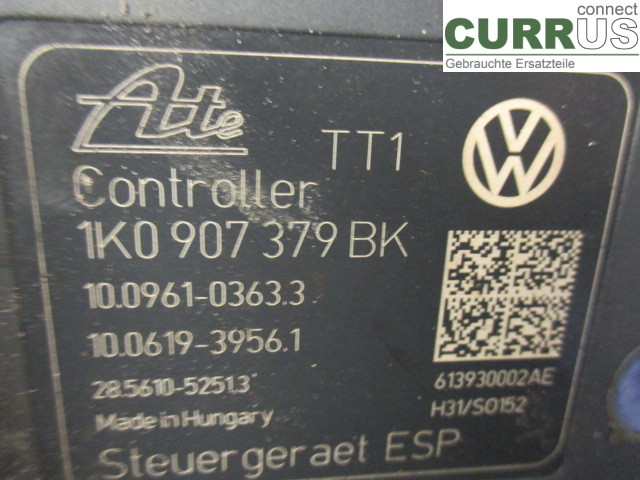 connect
CURRUS
Gebrauchte Ersatzteile
Ate
TT1
VW
Controller
1K0 907 379 BK
10.0961-0363.3
10.0619-3956.1
28.5610-5251.3
613930002AE
Made in Hungary
H31/S0152
Steuergeraet ESP